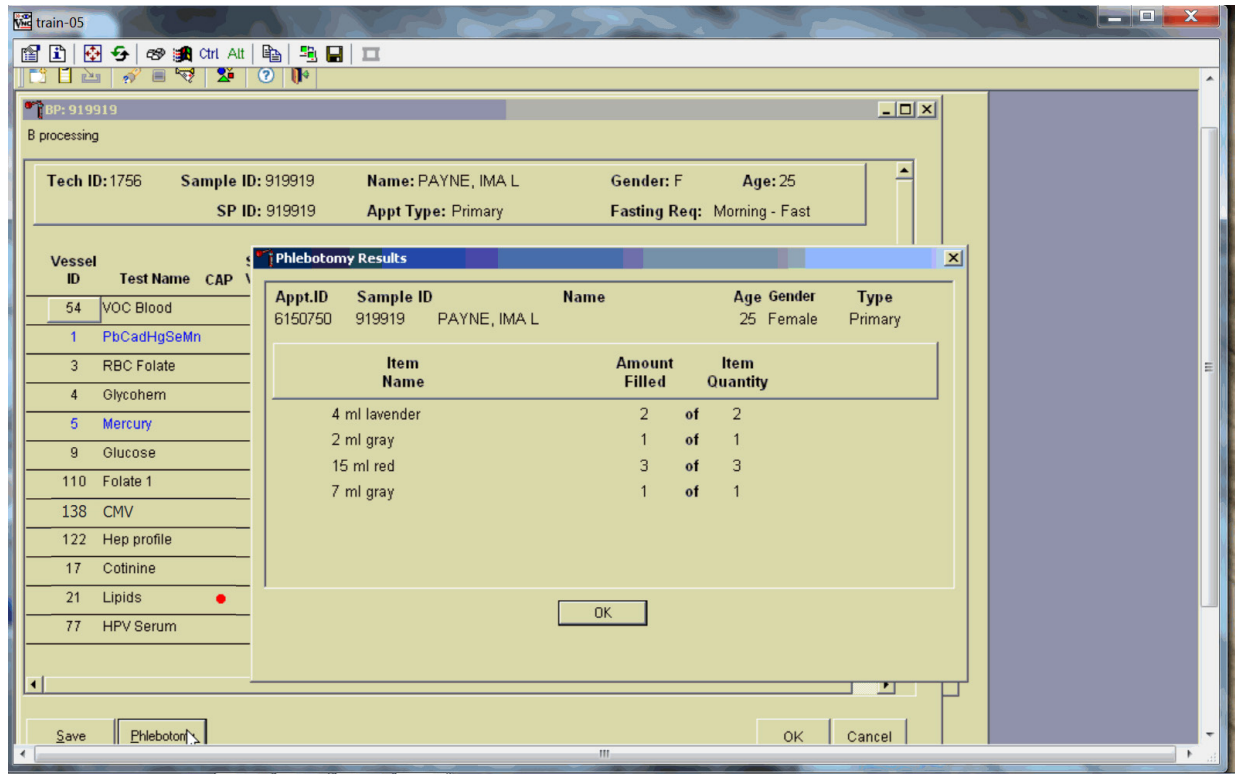 train-05
Ctrl Alt
BP: 919919
B processing
Tech ID: 1756 Sample ID: 919919 Name: PAYNE, IMA L Gender: F Age: 25
SP ID: 919919 Appt Type: Primary Fasting Req: Morning - Fast
Vessel
ID Test Name CAP
54 VOC Blood
1 PbCadHgSeMn
3 RBC Folate
4 Glycohem
5 Mercury
9 Glucose
110 Folate 1
138 CMV
122 Hep profile
17 Cotinine
21 Lipids
77 HPV Serum
Phlebotomy Results
Appt.ID Sample ID Name Age Gender Type
6150750 919919 PAYNE, IMA L 25 Female Primary
Item Amount Item
Name Filled Quantity
4 ml lavender 2 of 2
2 ml gray 1 of 1
15 ml red 3 of 3
7 ml gray 1 of 1
OK
Save OK Cancel